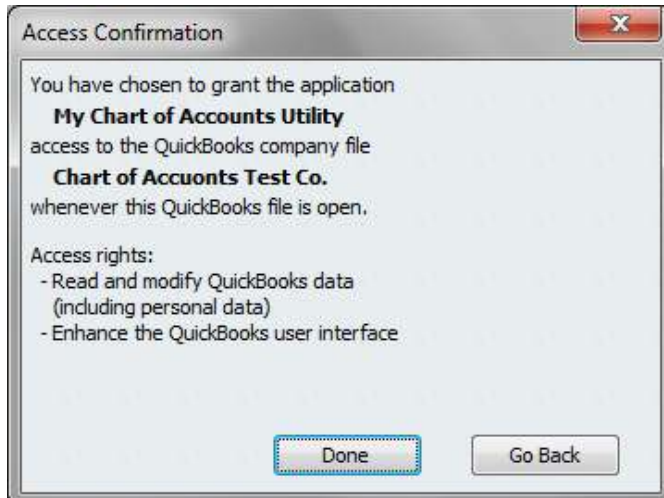 Access Confirmation
You have chosen to grant the application
My Chart of Accounts Utility
access to the QuickBooks company file
Chart of Accuonts Test Co.
whenever this QuickBooks file is open.
Access rights:
- Read and modify QuickBooks data
(including personal data)
- Enhance the QuickBooks user interface
Done Go Back